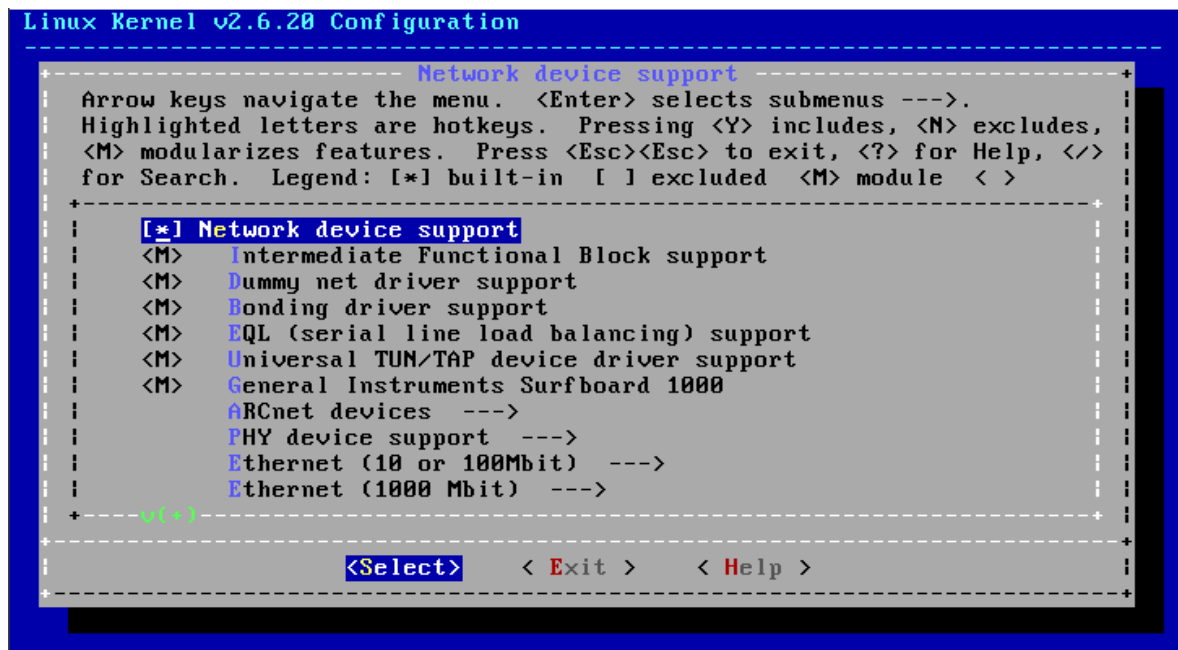 Linux Kernel v2.6.20 Configuration
Network device support
Arrow keys navigate the menu.  <Enter> selects submenus --->.
Highlighted letters are hotkeys.  Pressing <Y> includes, <N> excludes,
<M> modularizes features.  Press <Esc><Esc> to exit, <?> for Help, </>
for Search.  Legend: [*] built-in  [ ] excluded  <M> module  < >
[*] Network device support
<M>   Intermediate Functional Block support
<M>   Dummy net driver support
<M>   Bonding driver support
<M>   EQL (serial line load balancing) support
<M>   Universal TUN/TAP device driver support
<M>   General Instruments Surfboard 1000
ARCnet devices  --->
PHY device support  --->
Ethernet (10 or 100Mbit)  --->
Ethernet (1000 Mbit)  --->
v(+)
<Select>    < Exit >    < Help >